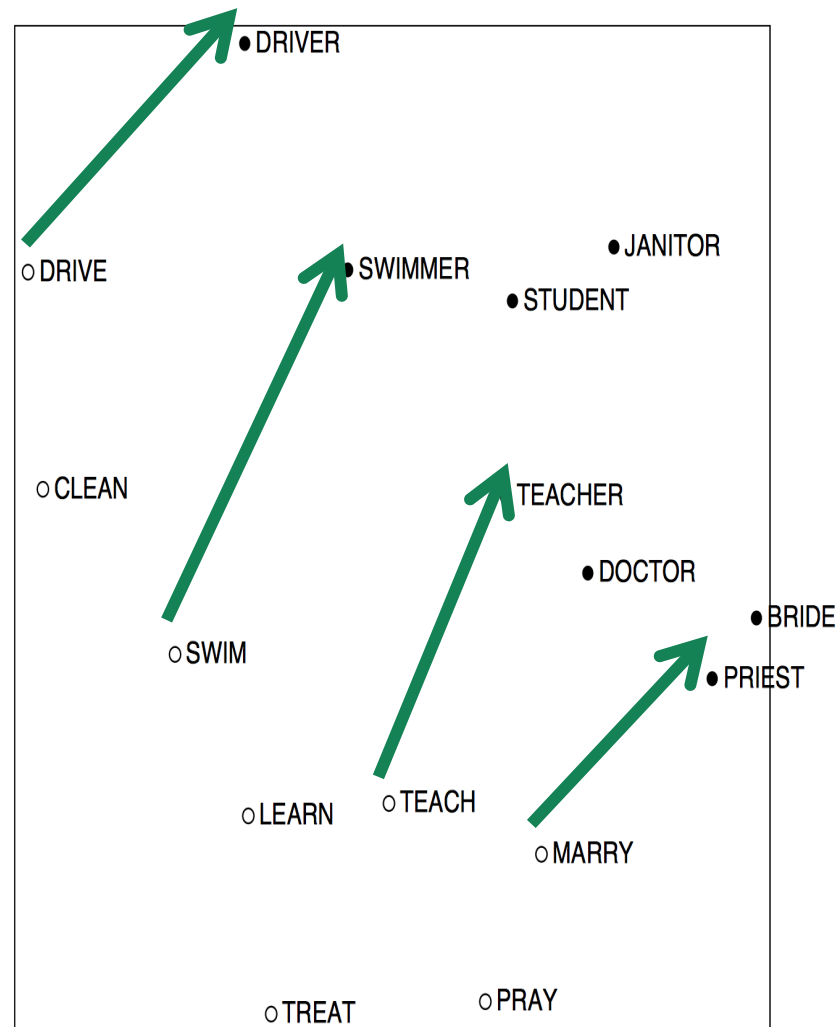 DRIVER
JANITOR
DRIVE
SWIMMER
STUDENT
CLEAN
TEACHER
DOCTOR
BRIDE
SWIM
PRIEST
TEACH
LEARN
MARRY
PRAY
TREAT